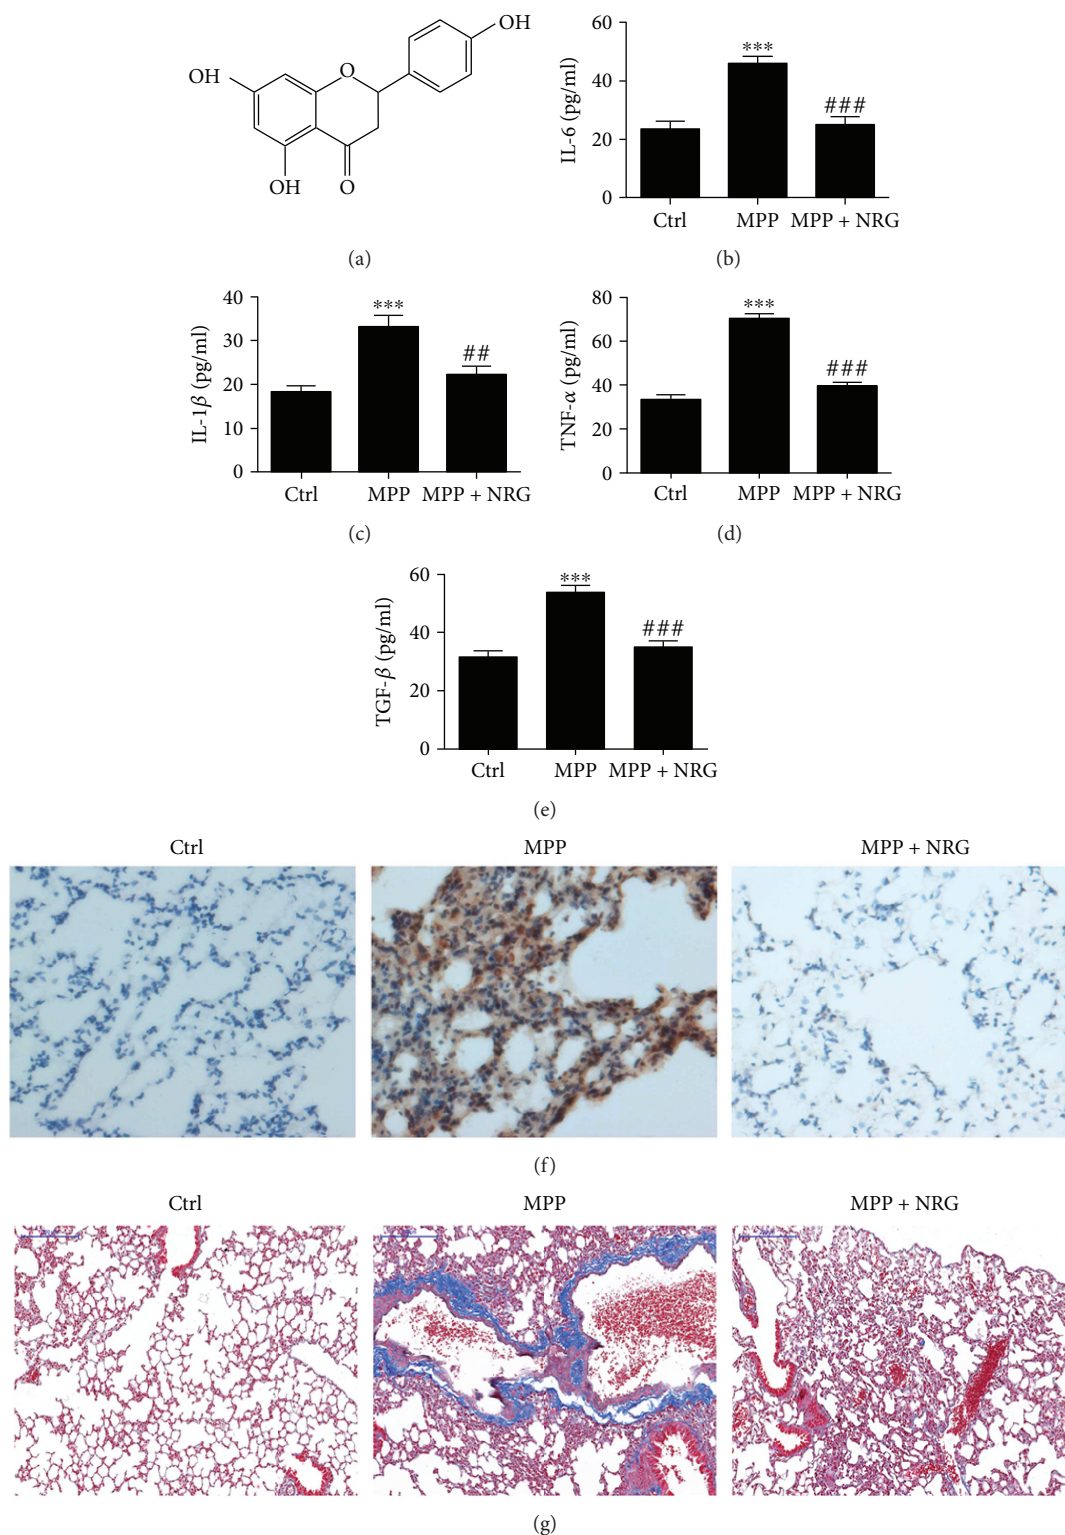 OH
OH
O
OH
O
(a)
60
40
20
0
IL-6 (pg/ml)
***
###
Ctrl
MPP
MPP + NRG
(b)
40
30
20
10
0
IL-1β (pg/ml)
***
##
Ctrl
MPP
MPP + NRG
(c)
80
60
40
20
0
TNF-α (pg/ml)
***
###
Ctrl
MPP
MPP + NRG
(d)
60
40
20
0
TGF-β (pg/ml)
***
###
Ctrl
MPP
MPP + NRG
(e)
Ctrl
MPP
MPP + NRG
(f)
Ctrl
MPP
MPP + NRG
(g)